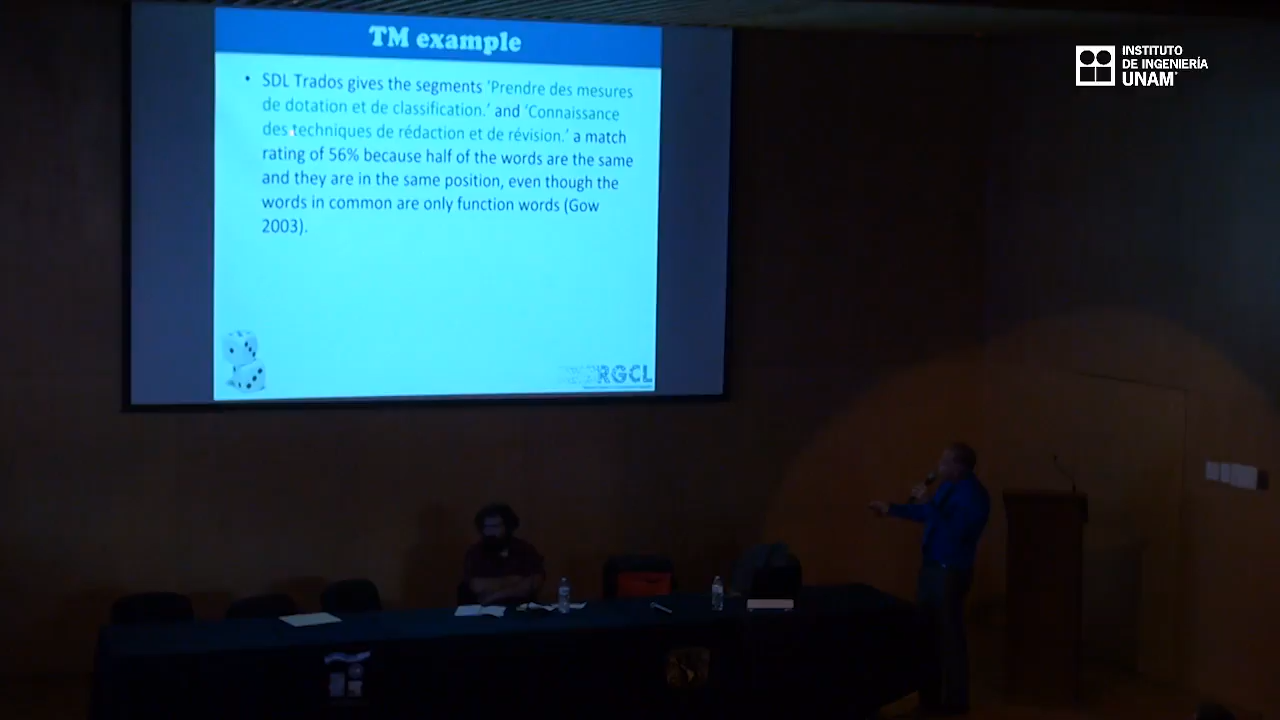 TM example
• SDL Trados gives the segments ‘Prendre des mesures
de dotation et de classification.’ and ‘Connaissance
des techniques de rédaction et de révision.’ a match
rating of 56% because half of the words are the same
and they are in the same position, even though the
words in common are only function words (Gow
2003).
RGCL
INSTITUTO
DE INGENIERÍA
UNAM